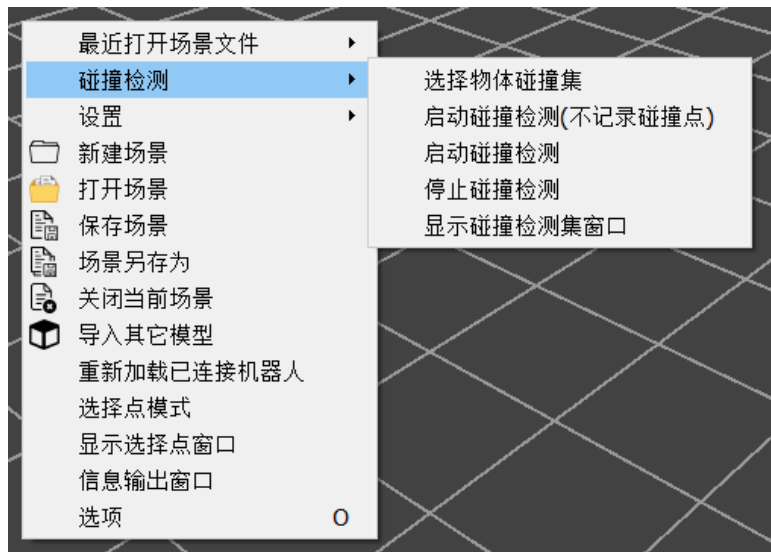 最近打开场景文件
碰撞检测
设置
新建场景
打开场景
保存场景
场景另存为
关闭当前场景
导入其它模型
重新加载已连接机器人
选择点模式
显示选择点窗口
信息输出窗口
选项 O
选择物体碰撞集
启动碰撞检测(不记录碰撞点)
启动碰撞检测
停止碰撞检测
显示碰撞检测集窗口